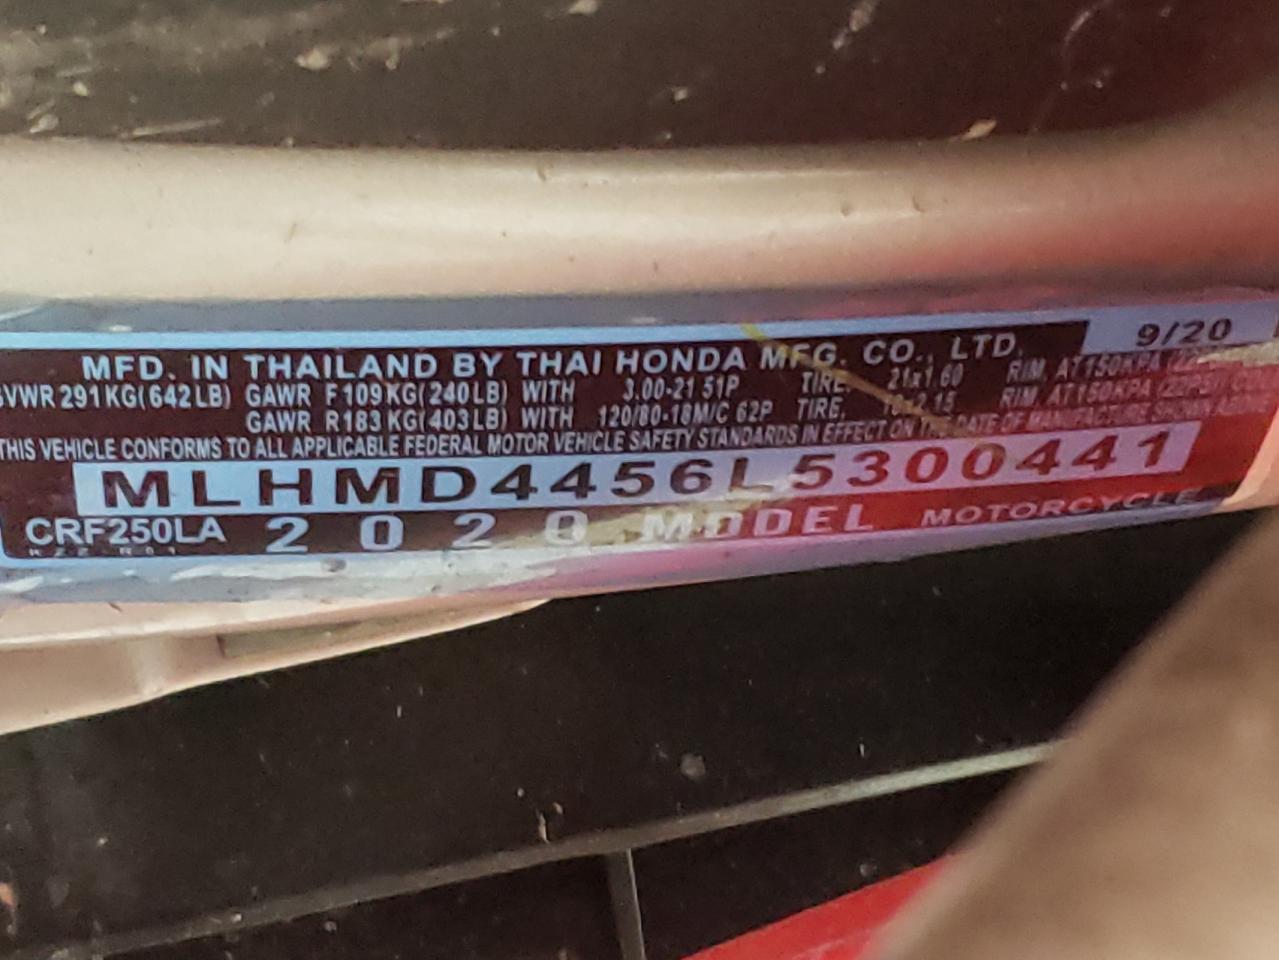 9/20
MFD. IN THAILAND BY THAI HONDA MFG. CO., LTD.
GVWR 291KG(642LB) GAWR F109KG(240LB) WITH 3.00-21 51P TIRE, 21x1.60 RIM, AT150KPA
GAWR R183KG(403LB) WITH 120/80-18M/C 62P TIRE, 18x2.15 RIM, AT150KPA (22PSI) COLD
THIS VEHICLE CONFORMS TO ALL APPLICABLE FEDERAL MOTOR VEHICLE SAFETY STANDARDS IN EFFECT ON THE DATE OF MANUFACTURE SHOWN ABOVE
MLHMD4456L5300441
CRF250LA 2020 MODEL MOTORCYCLE